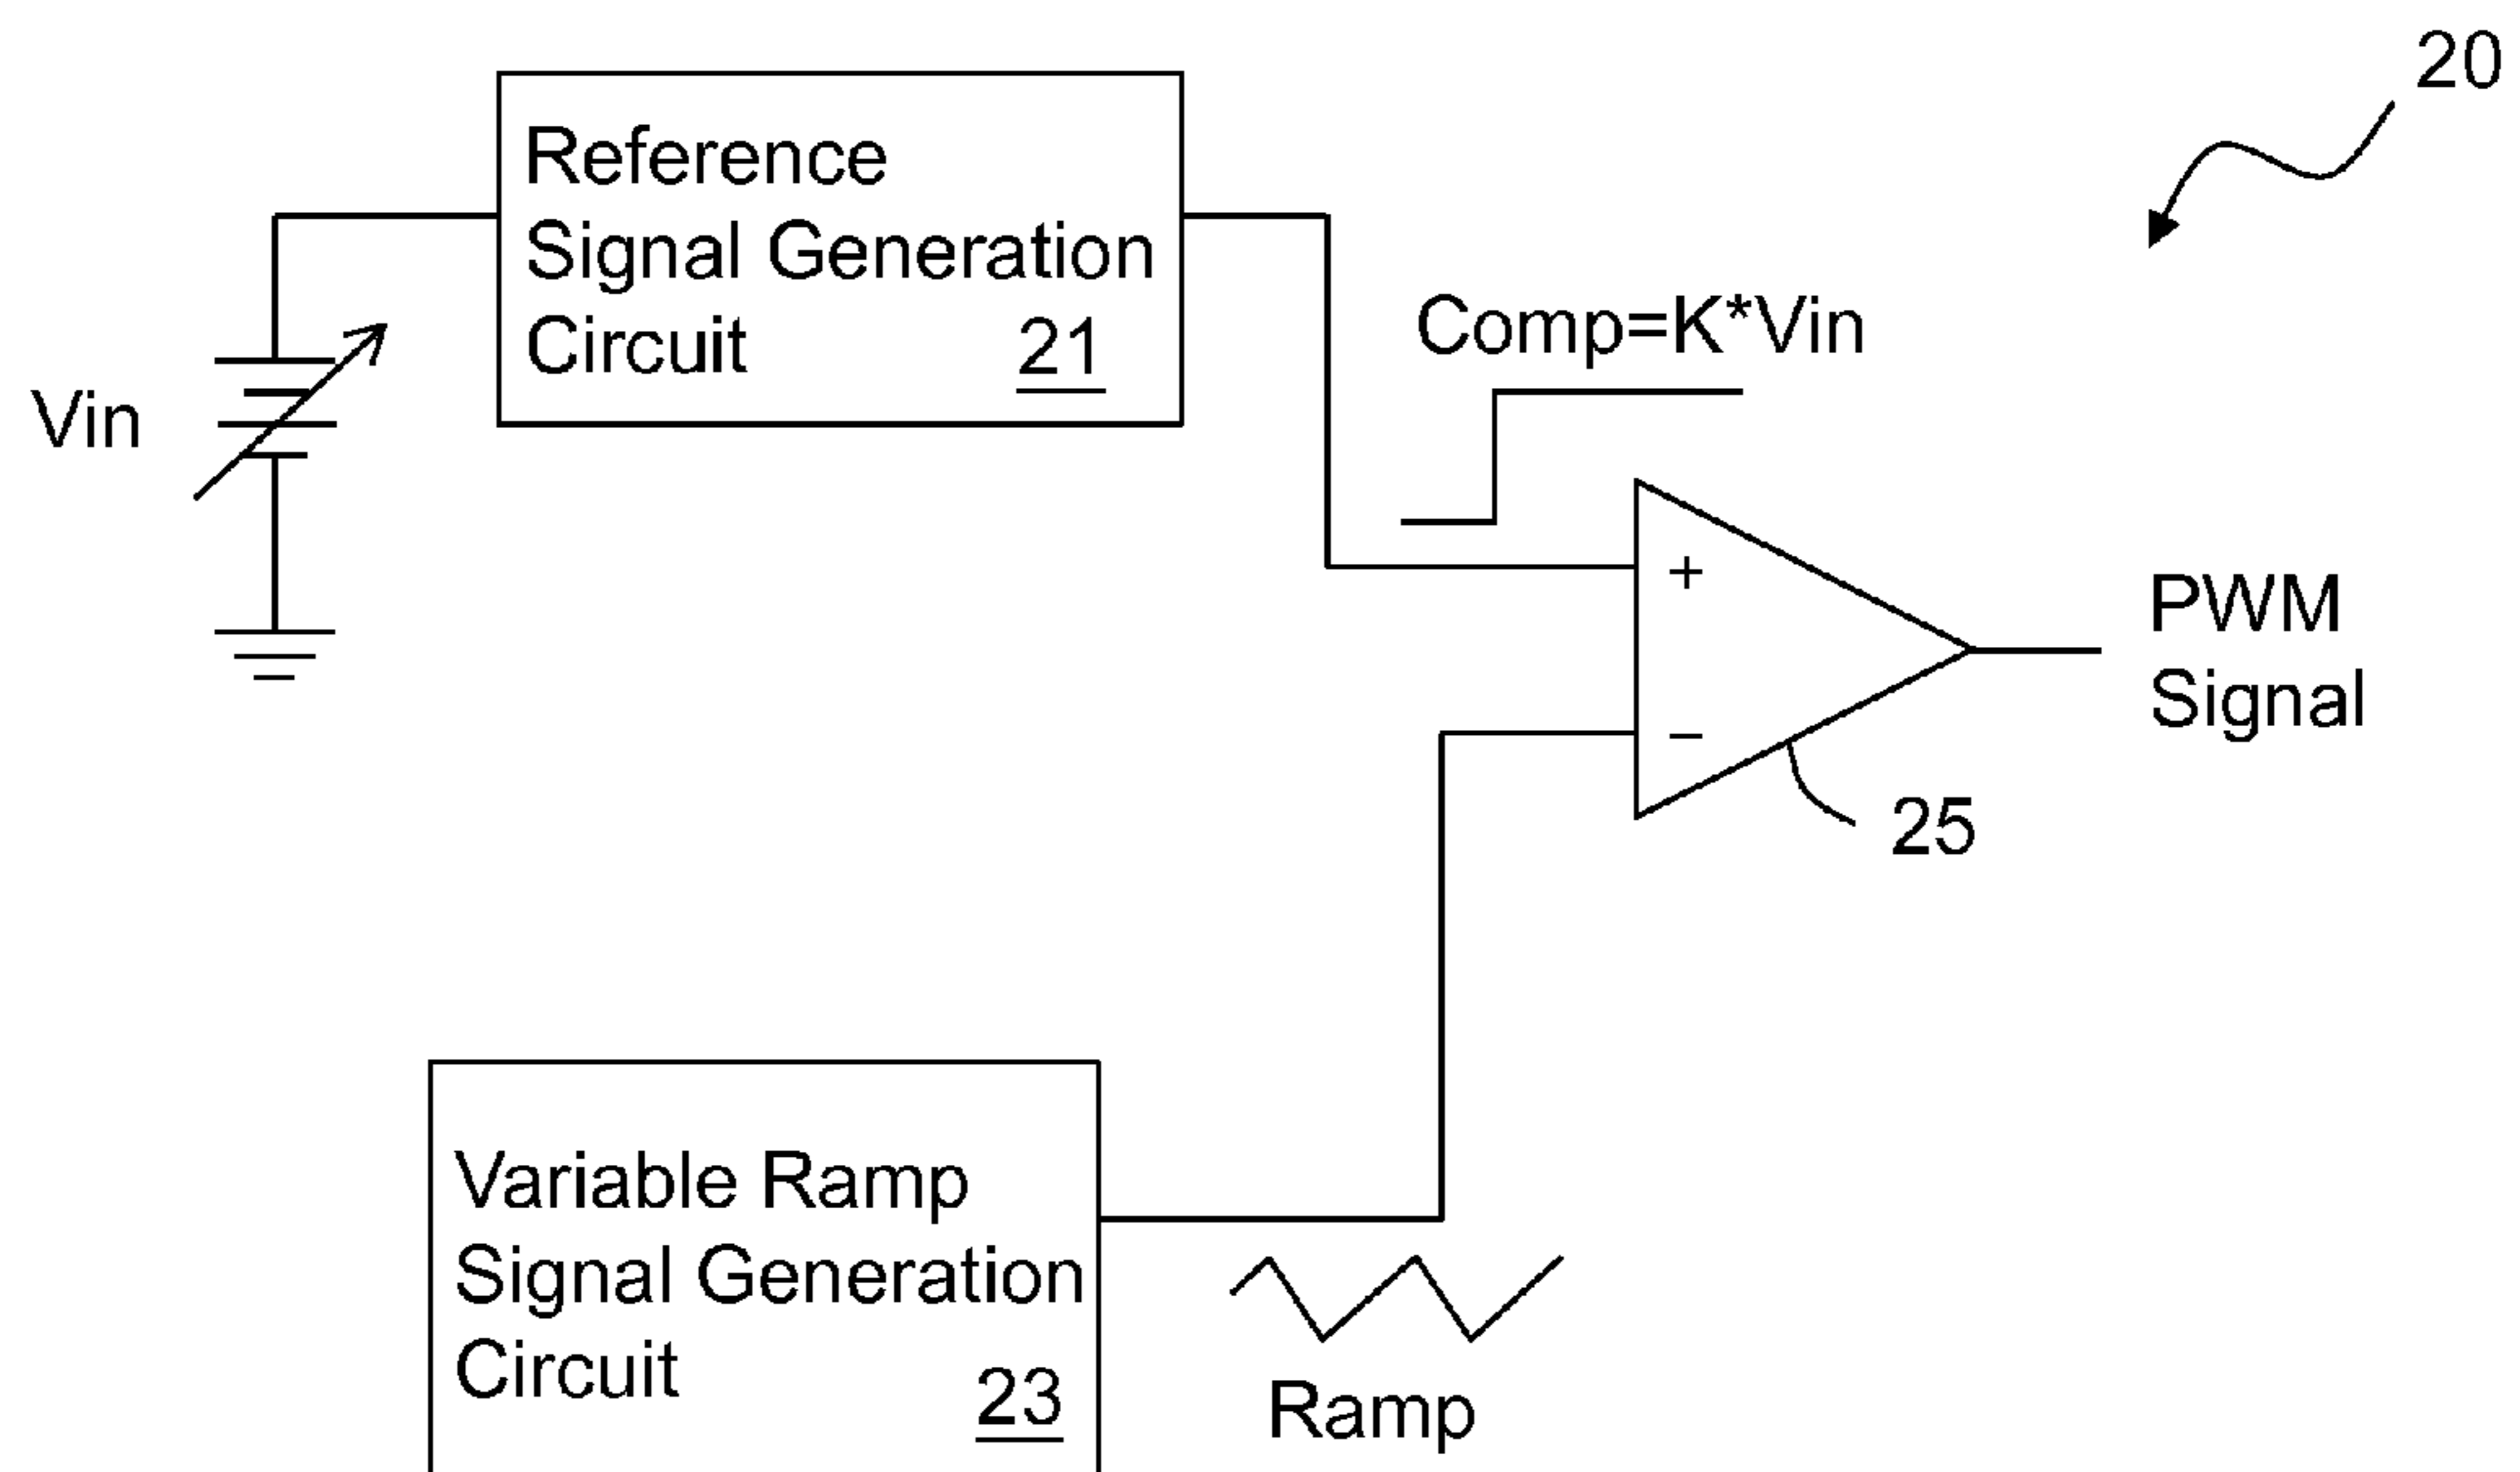 20
Reference
Signal Generation
Circuit 21
Comp=K*Vin
Vin
+
PWM
Signal
−
25
Variable Ramp
Signal Generation
Circuit
23
Ramp